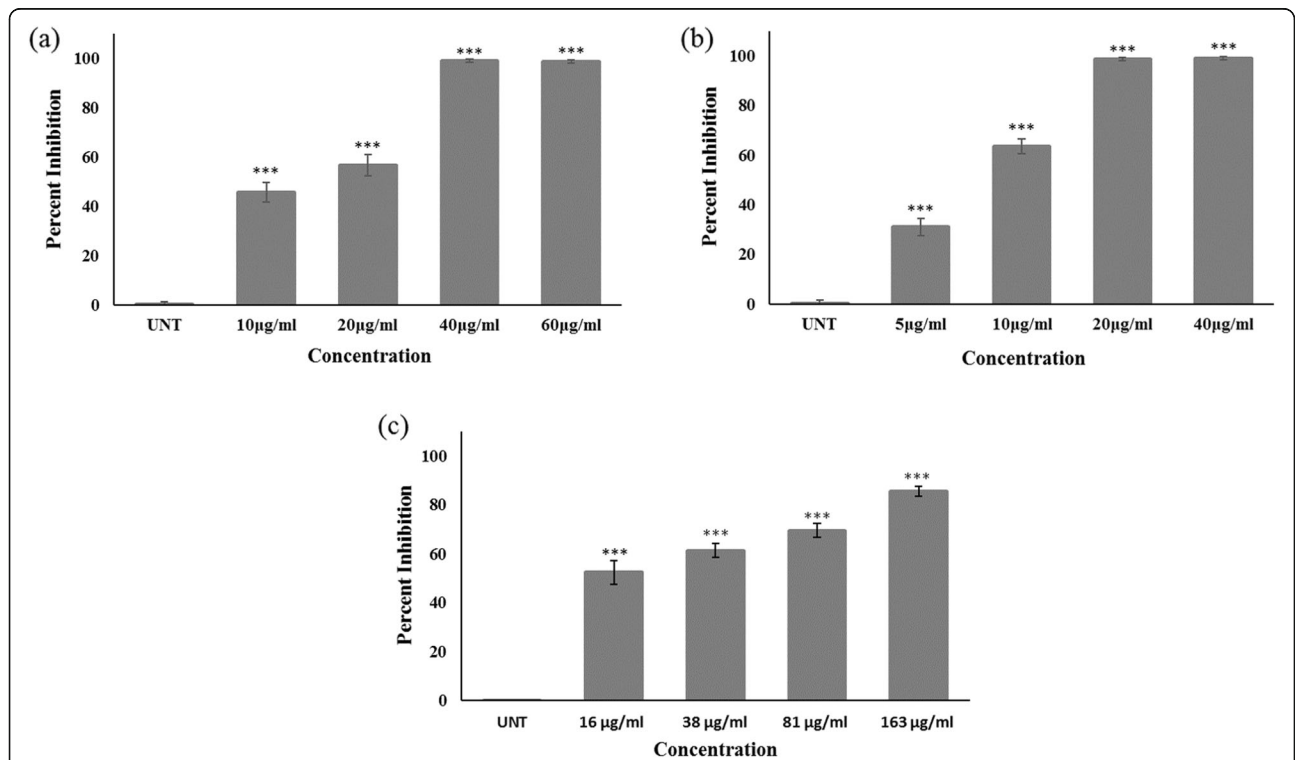 (a)
100
80
60
40
20
0
Percent Inhibition
***
***
***
***
UNT
10µg/ml
20µg/ml
40µg/ml
60µg/ml
Concentration
(b)
100
80
60
40
20
0
Percent Inhibition
***
***
***
***
UNT
5µg/ml
10µg/ml
20µg/ml
40µg/ml
Concentration
(c)
100
80
60
40
20
0
Percent Inhibition
***
***
***
***
UNT
16 µg/ml
38 µg/ml
81 µg/ml
163 µg/ml
Concentration